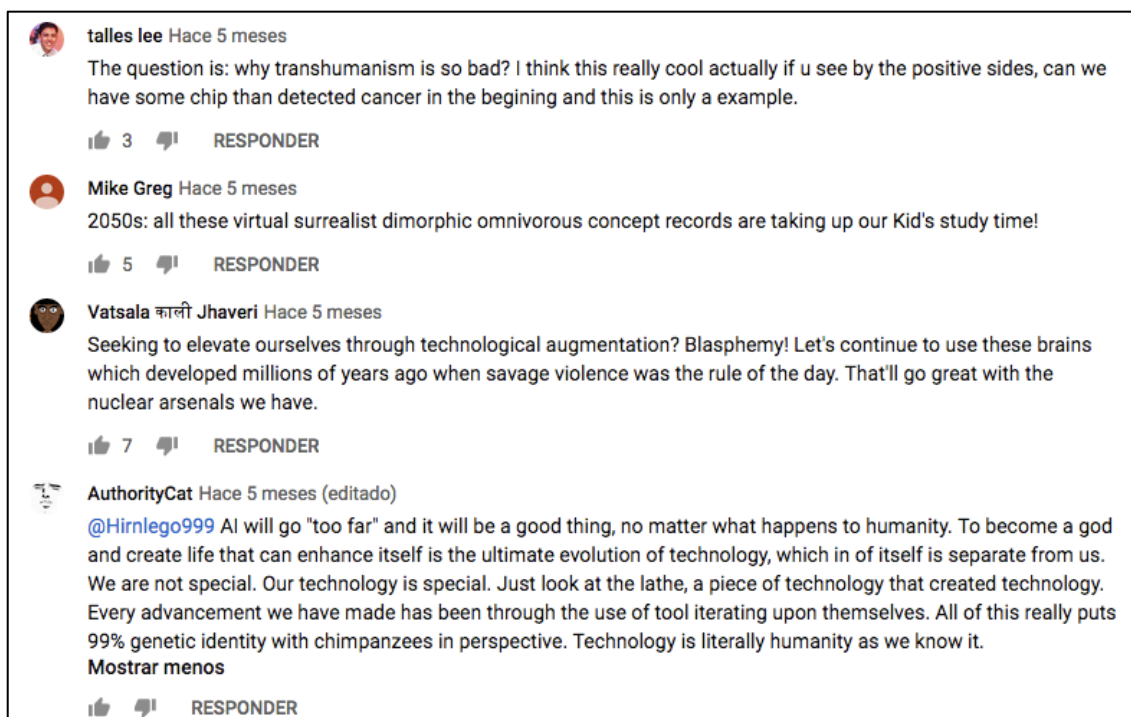 talles lee Hace 5 meses
The question is: why transhumanism is so bad? I think this really cool actually if u see by the positive sides, can we
have some chip than detected cancer in the begining and this is only a example.
3 RESPONDER
Mike Greg Hace 5 meses
2050s: all these virtual surrealist dimorphic omnivorous concept records are taking up our Kid's study time!
5 RESPONDER
Vatsala काली Jhaveri Hace 5 meses
Seeking to elevate ourselves through technological augmentation? Blasphemy! Let's continue to use these brains
which developed millions of years ago when savage violence was the rule of the day. That'll go great with the
nuclear arsenals we have.
7 RESPONDER
AuthorityCat Hace 5 meses (editado)
@Hirnlego999 AI will go "too far" and it will be a good thing, no matter what happens to humanity. To become a god
and create life that can enhance itself is the ultimate evolution of technology, which in of itself is separate from us.
We are not special. Our technology is special. Just look at the lathe, a piece of technology that created technology.
Every advancement we have made has been through the use of tool iterating upon themselves. All of this really puts
99% genetic identity with chimpanzees in perspective. Technology is literally humanity as we know it.
Mostrar menos
RESPONDER